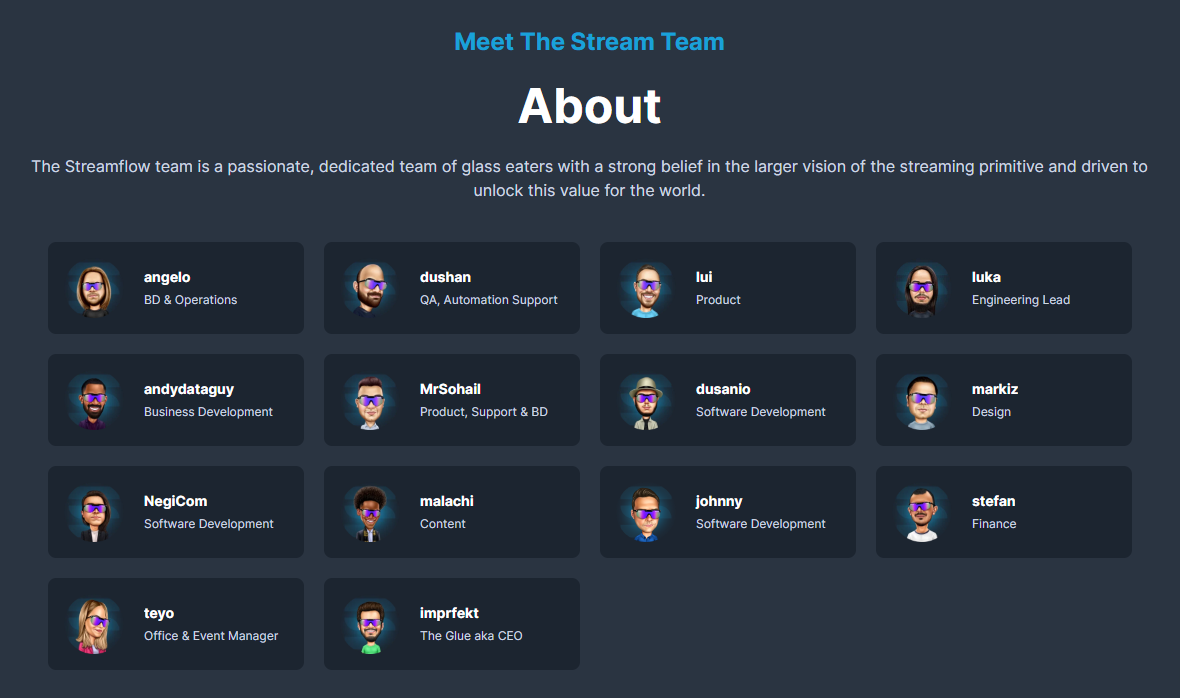 Meet The Stream Team
About
The Streamflow team is a passionate, dedicated team of glass eaters with a strong belief in the larger vision of the streaming primitive and driven to
unlock this value for the world.
angelo
BD & Operations
dushan
QA, Automation Support
lui
Product
luka
Engineering Lead
andydataguy
Business Development
MrSohail
Product, Support & BD
dusanio
Software Development
markiz
Design
NegiCom
Software Development
malachi
Content
johnny
Software Development
stefan
Finance
teyo
Office & Event Manager
imprfekt
The Glue aka CEO